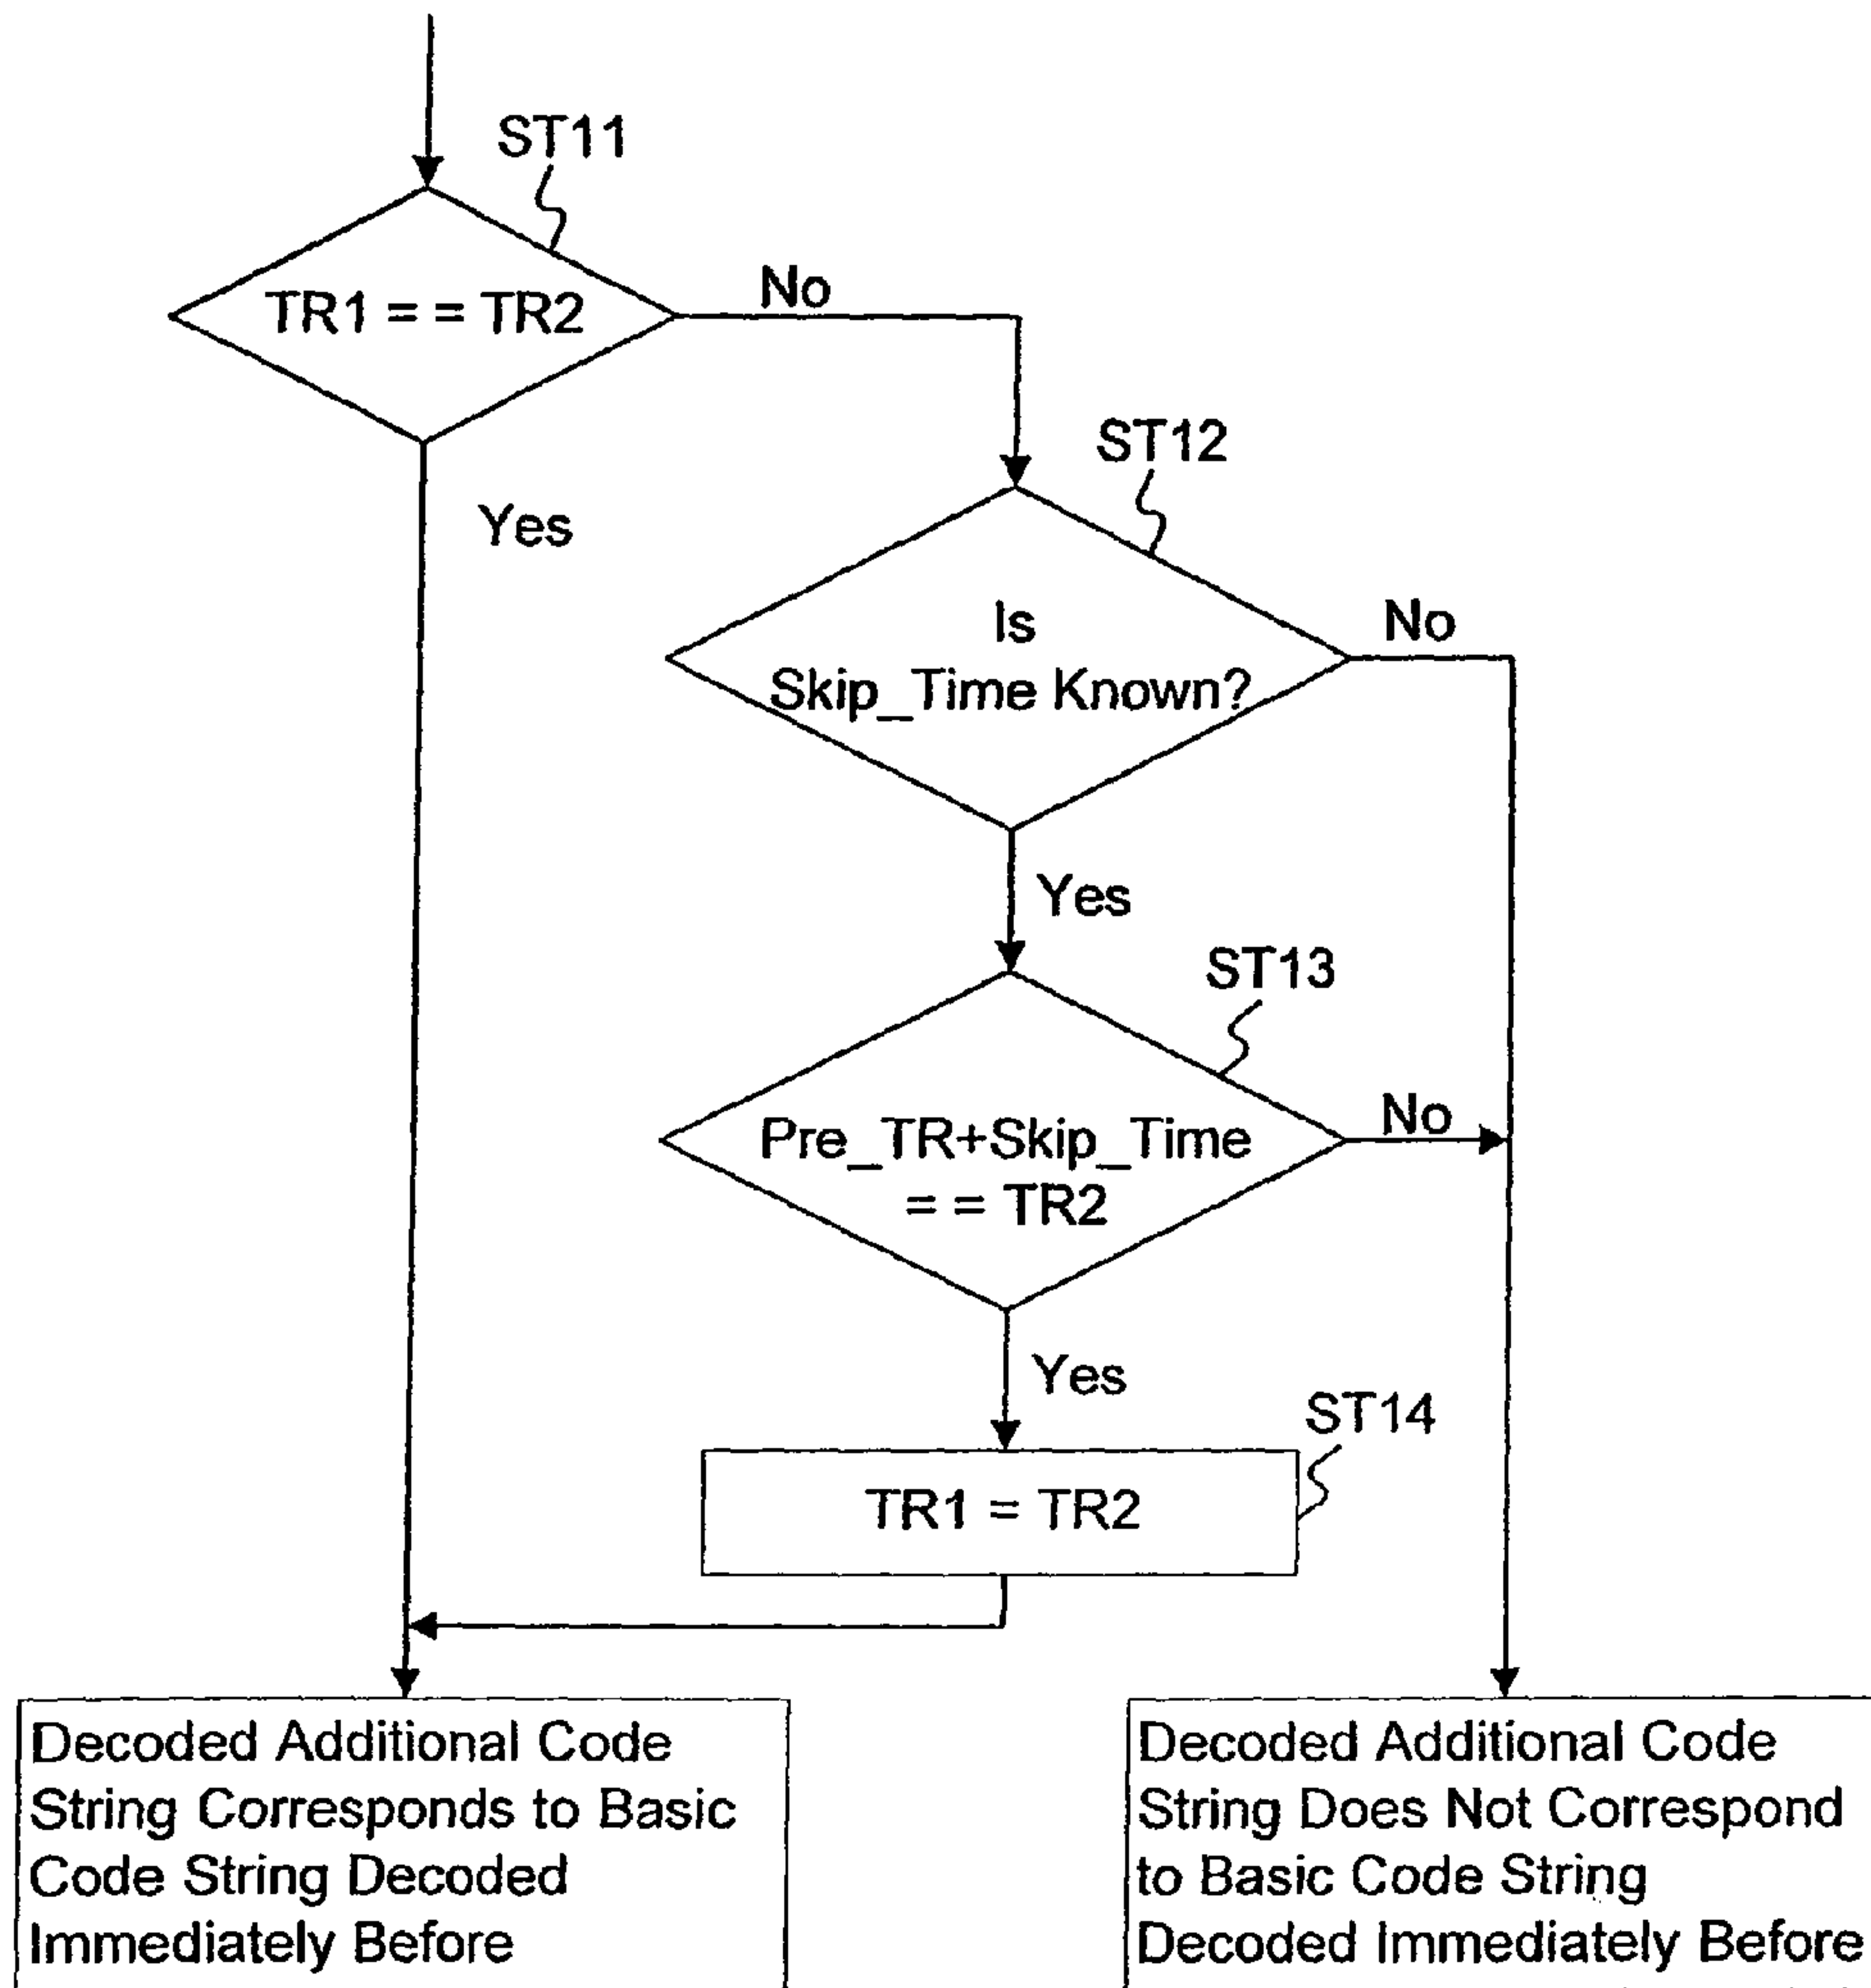 ST11
TR1 = = TR2
No
Yes
ST12
Is
Skip_Time Known?
No
Yes
ST13
Pre_TR+Skip_Time
= = TR2
No
Yes
ST14
TR1 = TR2
Decoded Additional Code
String Corresponds to Basic
Code String Decoded
Immediately Before
Decoded Additional Code
String Does Not Correspond
to Basic Code String
Decoded Immediately Before